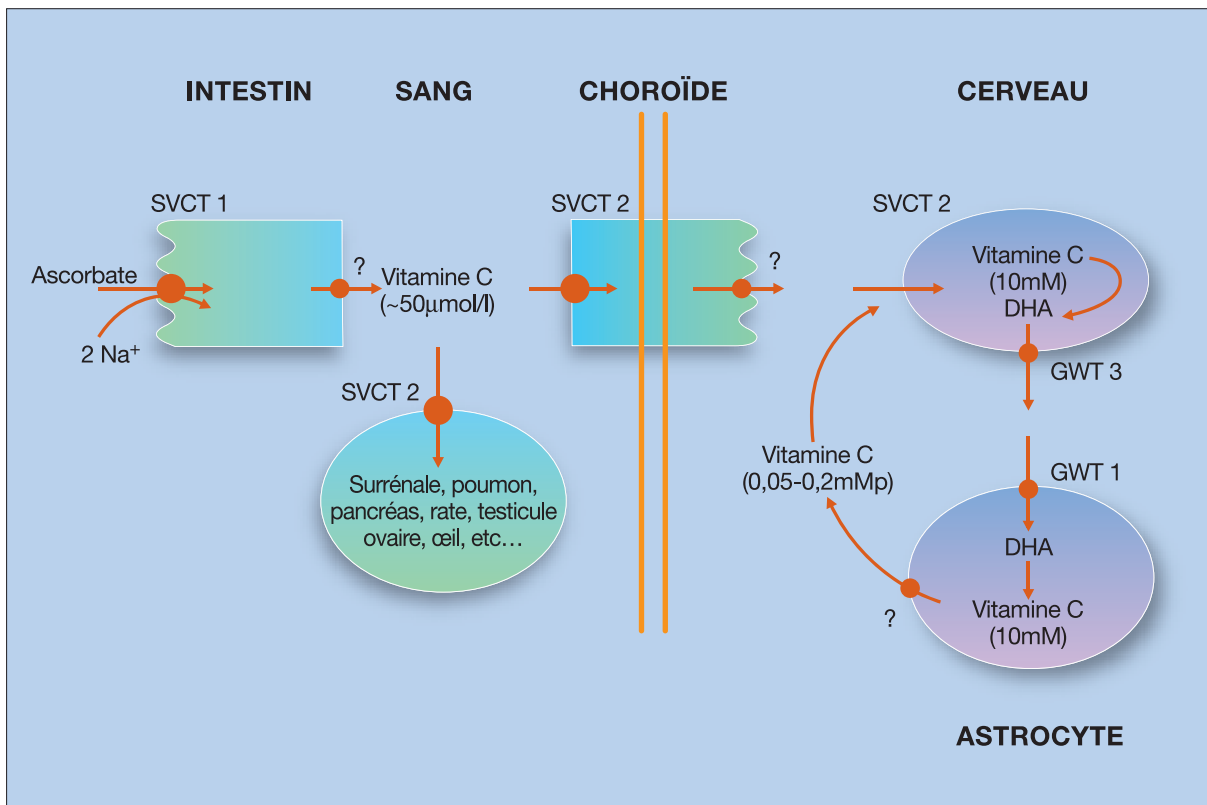 INTESTIN
SANG
CHOROÏDE
CERVEAU
SVCT 1
Ascorbate
2 Na⁺
?
Vitamine C
(~50µmol/l)
SVCT 2
Surrénale, poumon,
pancréas, rate, testicule
ovaire, œil, etc…
SVCT 2
?
SVCT 2
Vitamine C
(10mM)
DHA
GWT 3
Vitamine C
(0,05-0,2mMp)
GWT 1
DHA
Vitamine C
(10mM)
?
ASTROCYTE